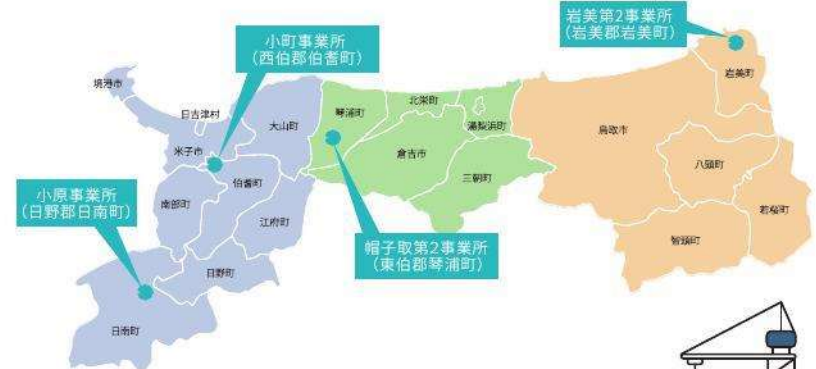 岩美第2事業所
（岩美郡岩美町）
小町事業所
（西伯郡伯耆町）
境港市
日吉津村
大山町
米子市
琴浦町
北栄町
湯梨浜町
倉吉市
三朝町
鳥取市
岩美町
八頭町
若桜町
智頭町
伯耆町
南部町
江府町
小原事業所
（日野郡日南町）
帽子取第2事業所
（東伯郡琴浦町）
日野町
日南町